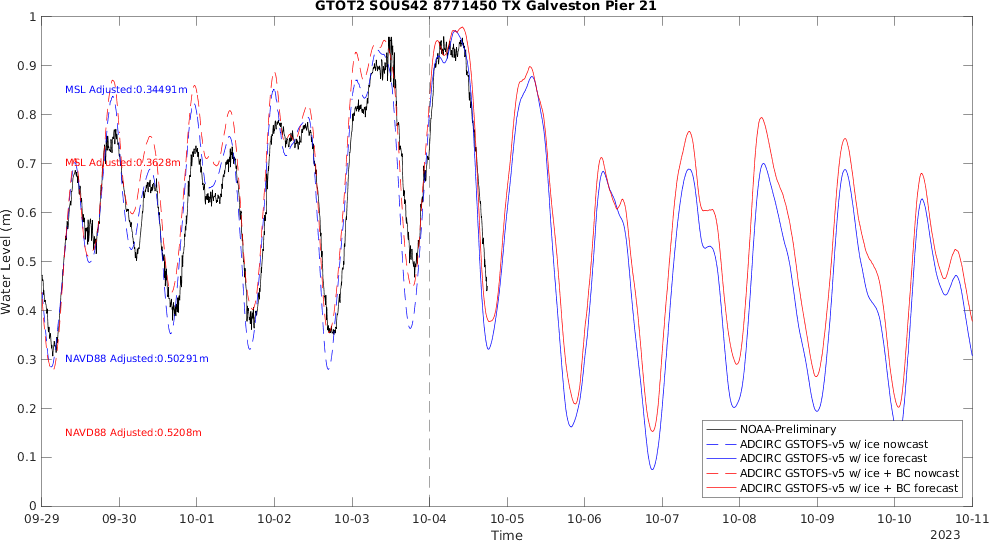 GTOT2 SOUS42 8771450 TX Galveston Pier 21
Water Level (m)
1
0.9
0.8
0.7
0.6
0.5
0.4
0.3
0.2
0.1
0
MSL Adjusted:0.34491m
MSL Adjusted:0.3628m
NAVD88 Adjusted:0.50291m
NAVD88 Adjusted:0.5208m
NOAA-Preliminary
ADCIRC GSTOFS-v5 w/ ice nowcast
ADCIRC GSTOFS-v5 w/ ice forecast
ADCIRC GSTOFS-v5 w/ ice + BC nowcast
ADCIRC GSTOFS-v5 w/ ice + BC forecast
09-29 09-30 10-01 10-02 10-03 10-04 10-05 10-06 10-07 10-08 10-09 10-10 10-11
Time
2023